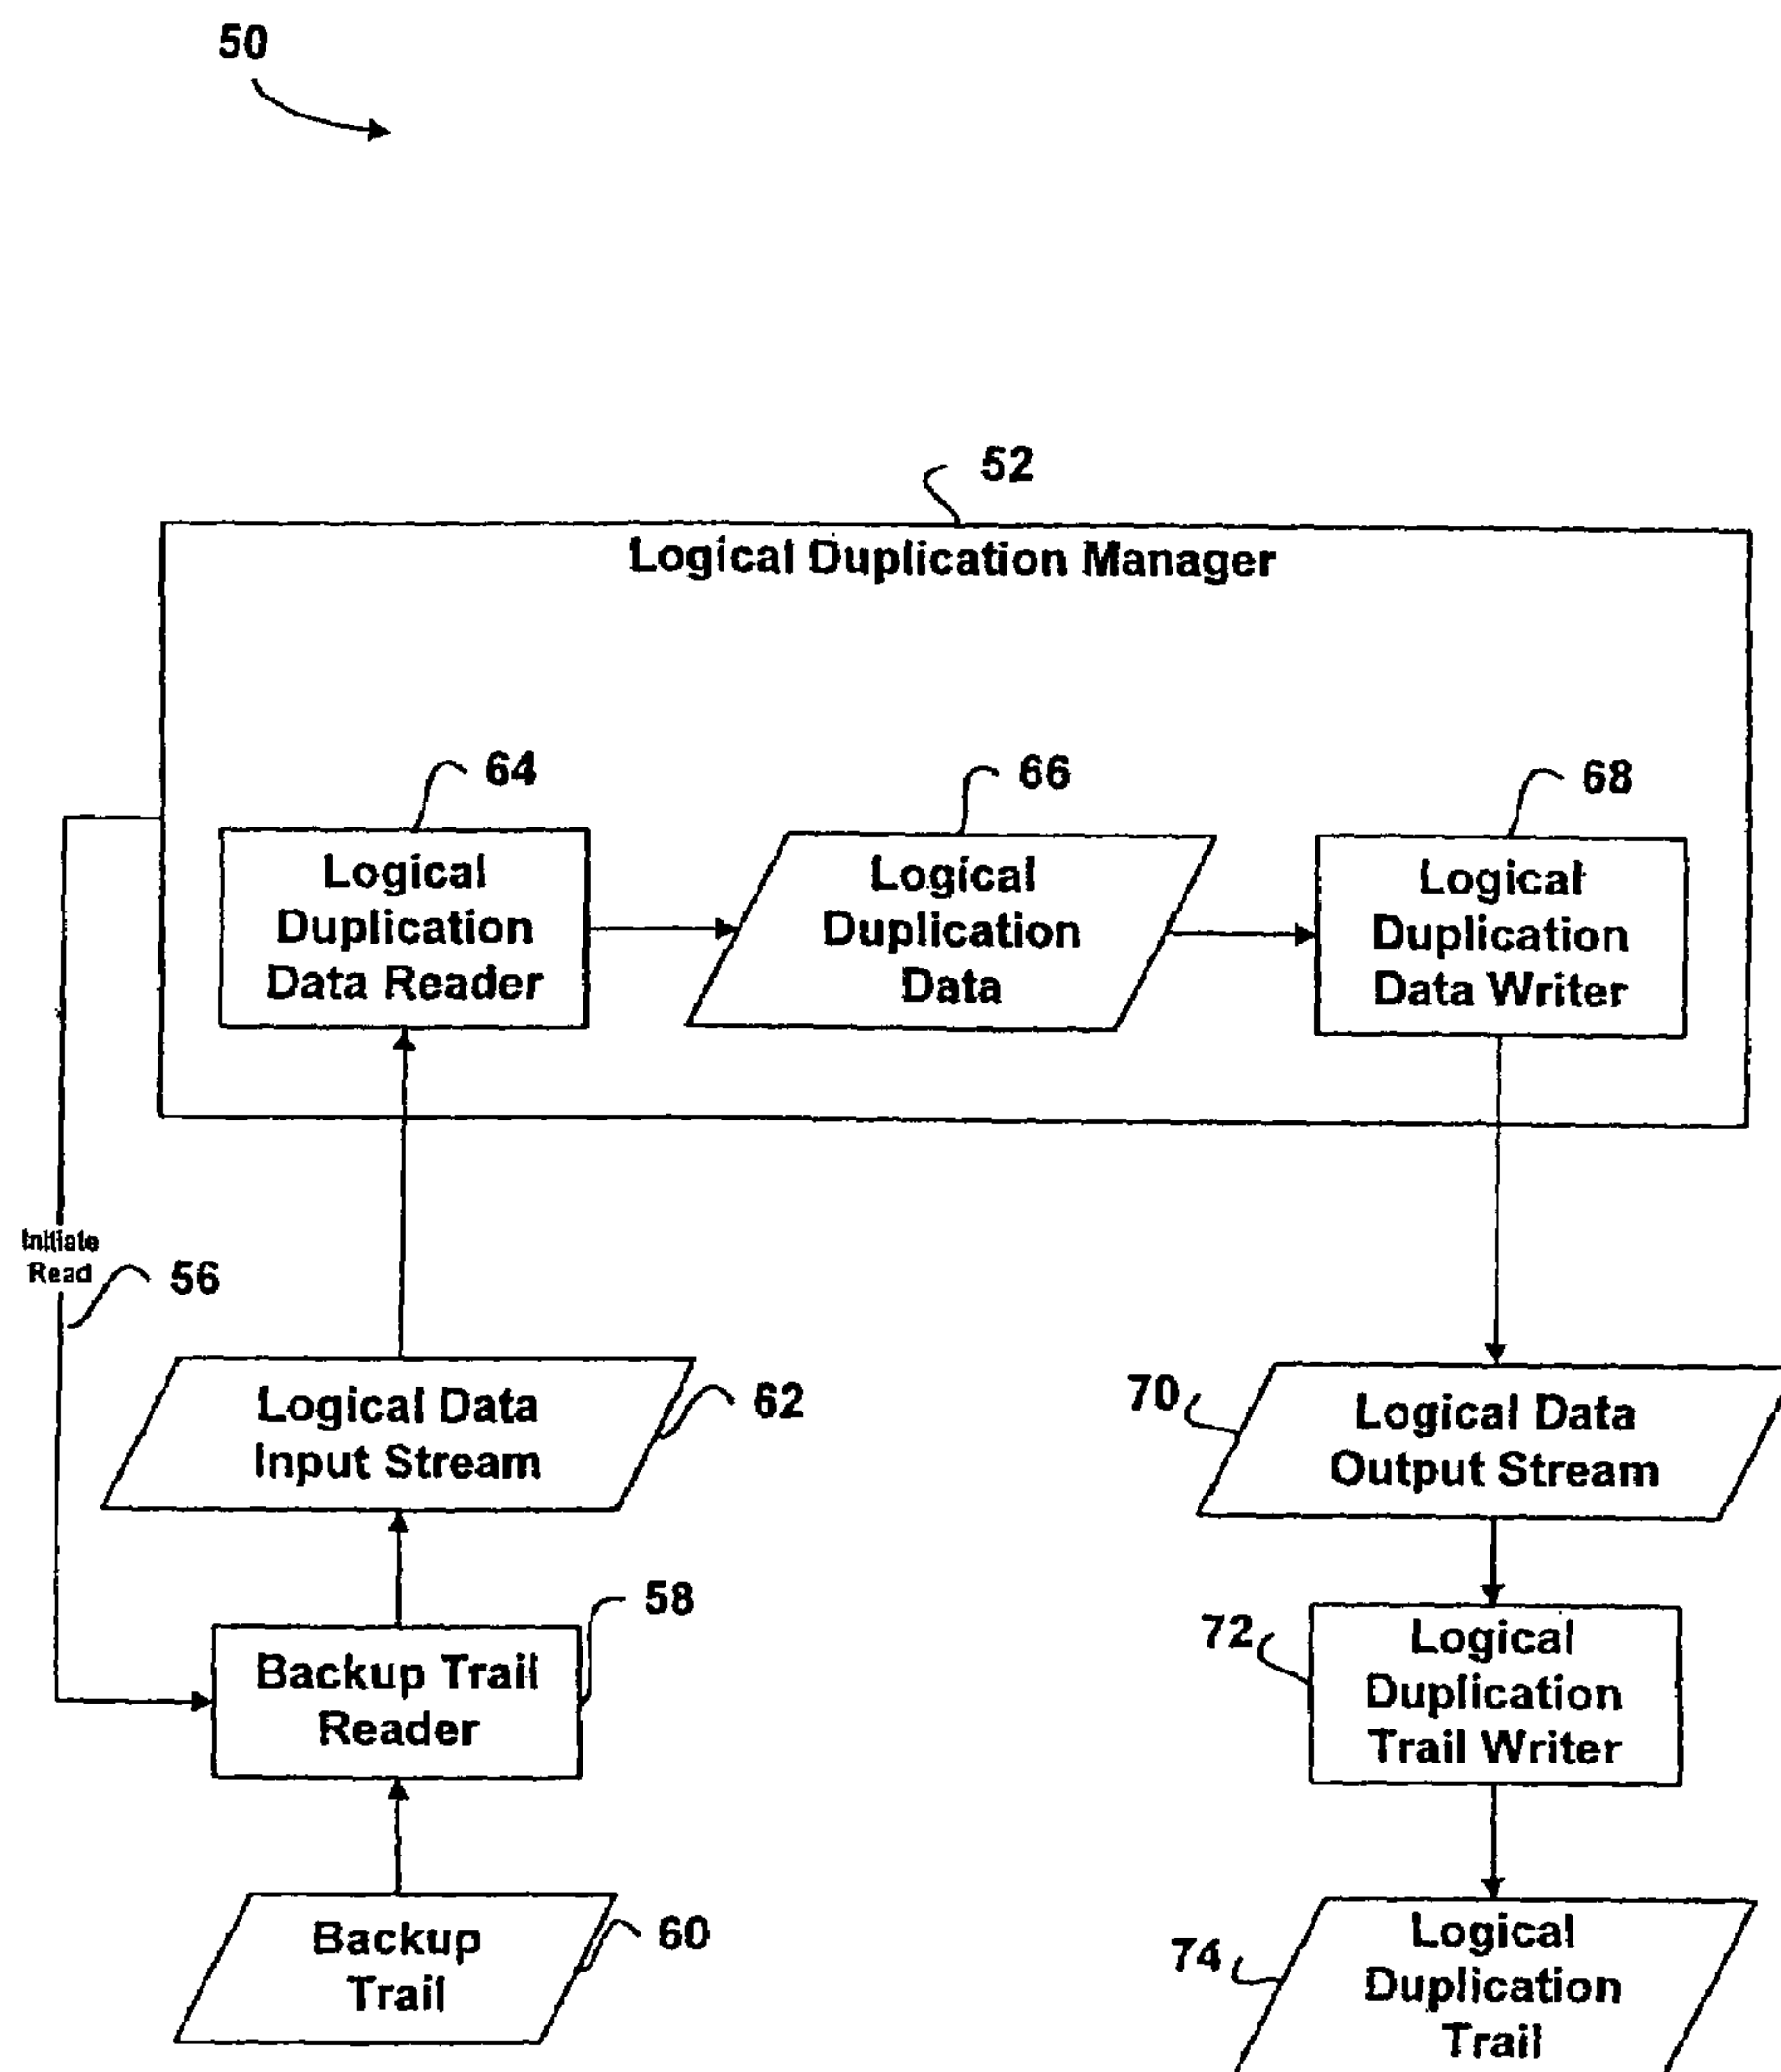 50
52
Logical Duplication Manager
64
66
68
Logical
Duplication
Data Reader
Logical
Duplication
Data
Logical
Duplication
Data Writer
Initiate
Read
56
Logical Data
Input Stream
62
70
Logical Data
Output Stream
58
Backup Trail
Reader
72
Logical
Duplication
Trail Writer
Backup
Trail
60
74
Logical
Duplication
Trail